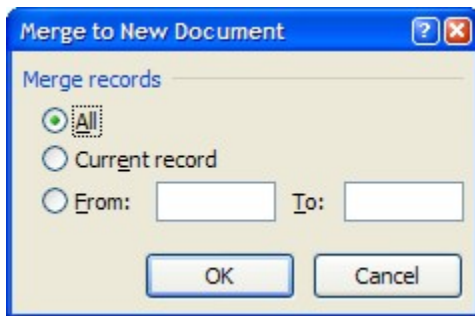 Merge to New Document ?
Merge records
All
Current record
From: To:
OK Cancel